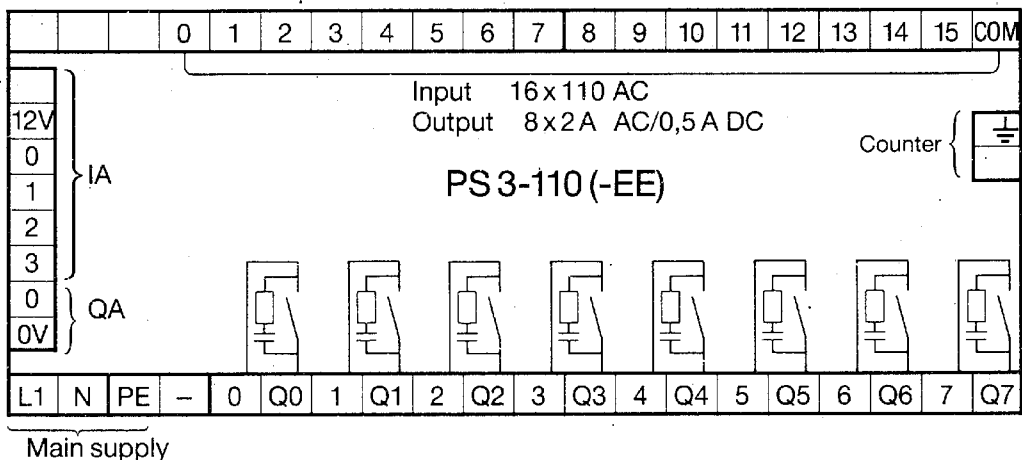 0 1 2 3 4 5 6 7 8 9 10 11 12 13 14 15 COM
Input 16 x 110 AC
Output 8 x 2 A AC/0,5 A DC
12V
0
1
2
3
IA
0
0V
QA
Counter
PS 3-110 (-EE)
L1 N PE – 0 Q0 1 Q1 2 Q2 3 Q3 4 Q4 5 Q5 6 Q6 7 Q7
Main supply